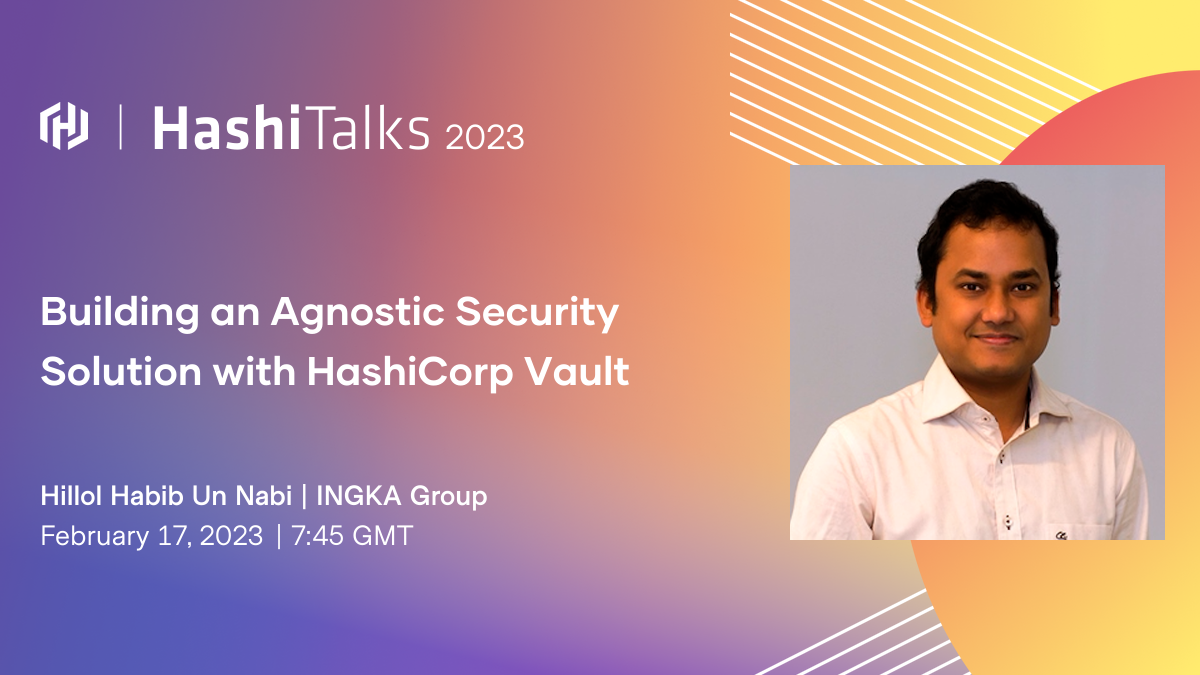 HashiTalks 2023
Building an Agnostic Security
Solution with HashiCorp Vault
Hillol Habib Un Nabi | INGKA Group
February 17, 2023 | 7:45 GMT